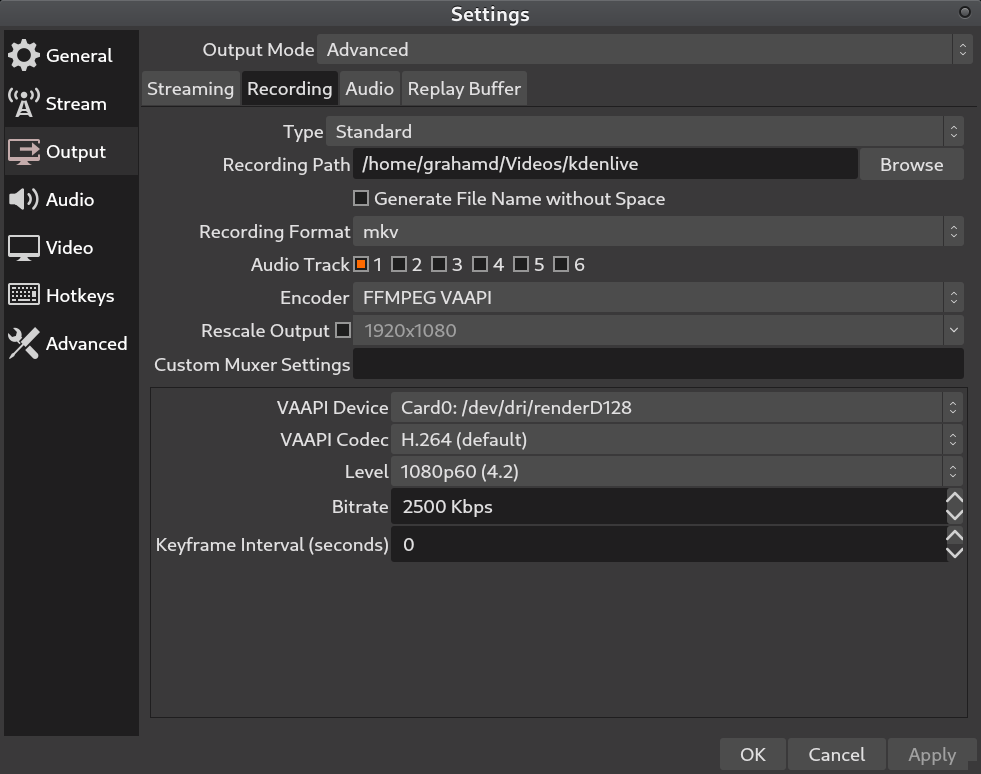 Settings
General
Stream
Output
Audio
Video
Hotkeys
Advanced
Output Mode Advanced
Streaming Recording Audio Replay Buffer
Type Standard
Recording Path /home/grahamd/Videos/kdenlive Browse
Generate File Name without Space
Recording Format mkv
Audio Track 1 2 3 4 5 6
Encoder FFMPEG VAAPI
Rescale Output 1920x1080
Custom Muxer Settings
VAAPI Device Card0: /dev/dri/renderD128
VAAPI Codec H.264 (default)
Level 1080p60 (4.2)
Bitrate 2500 Kbps
Keyframe Interval (seconds) 0
OK Cancel Apply